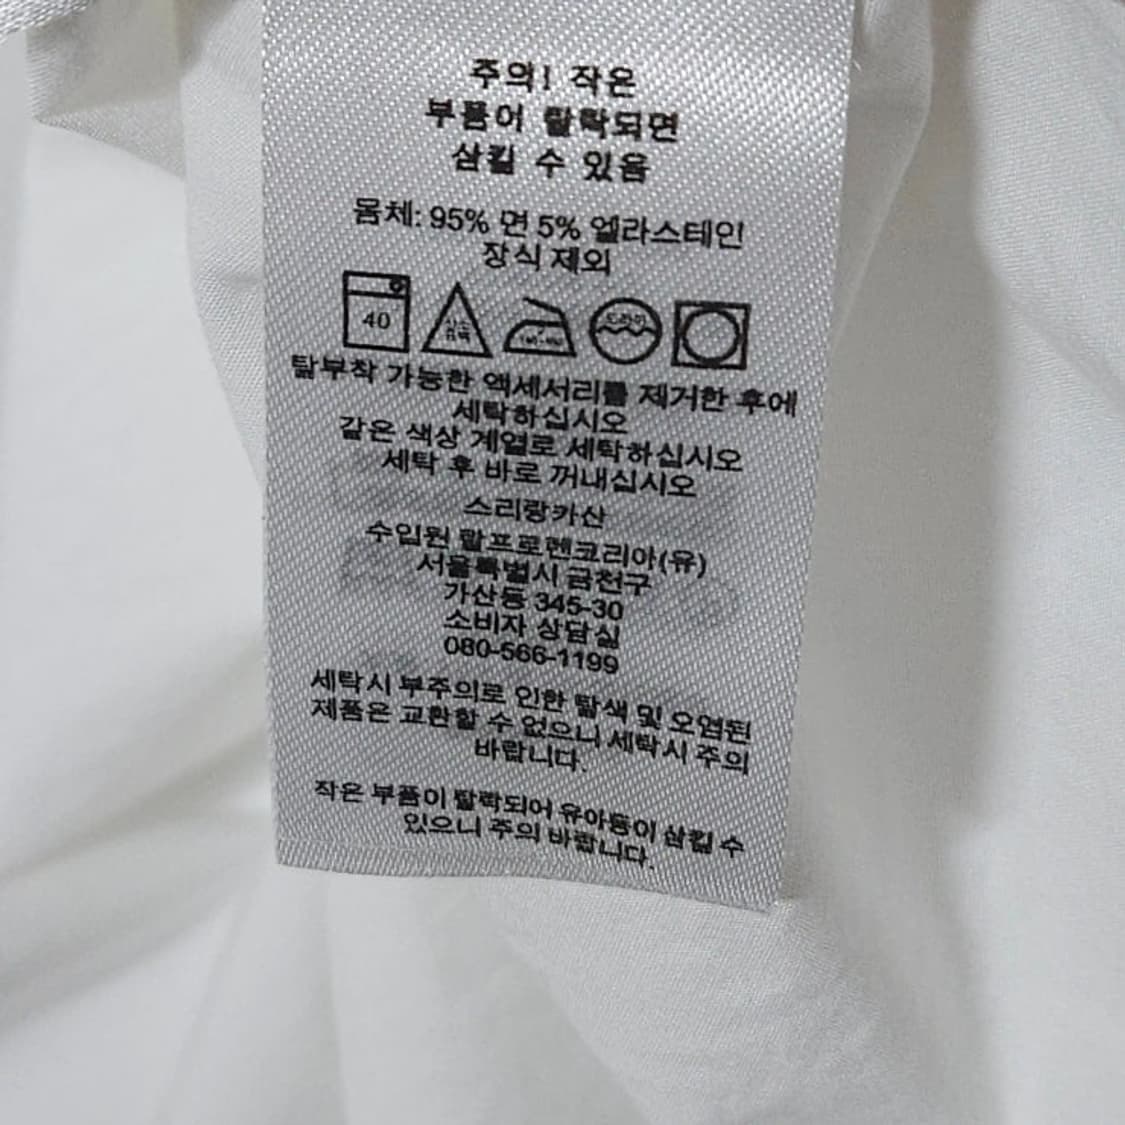 주의! 작은
부품어 탈락되면
삼킬 수 있음
몸체: 95% 면 5% 엘라스테인
장식 제외
40
드라이
탈부착 가능한 액세서리를 제거한 후에
세탁하십시오
같은 색상 계열로 세탁하십시오
세탁 후 바로 꺼내십시오
스리랑카산
수입원 랄프로렌코리아(유)
서울특별시 금천구
가산동 345-30
소비자 상담실
080-566-1199
세탁시 부주의로 인한 탈색 및 오염된
제품은 교환할 수 없으니 세탁시 주의
바랍니다.
작은 부품이 탈락되어 유아등이 삼킬 수
있으니 주의 바랍니다.